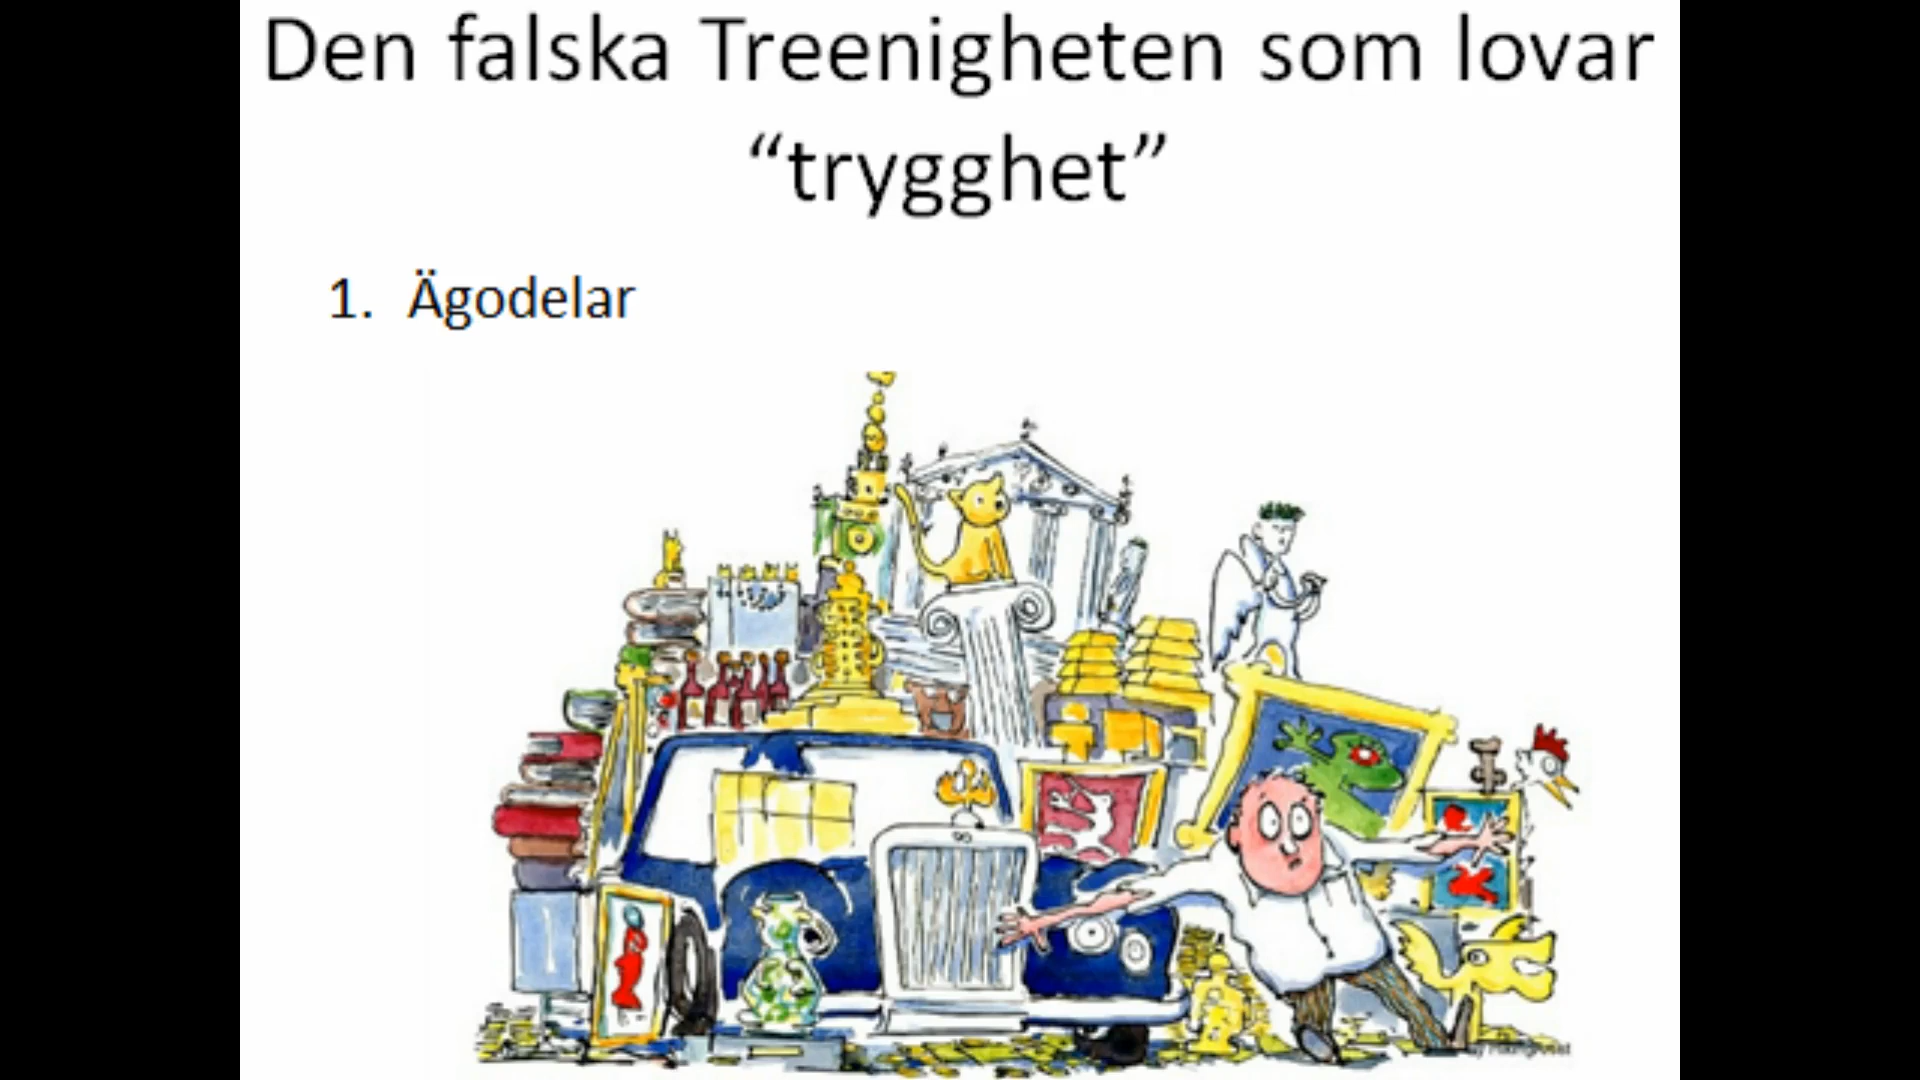 Den falska Treenigheten som lovar
“trygghet”
1. Ägodelar